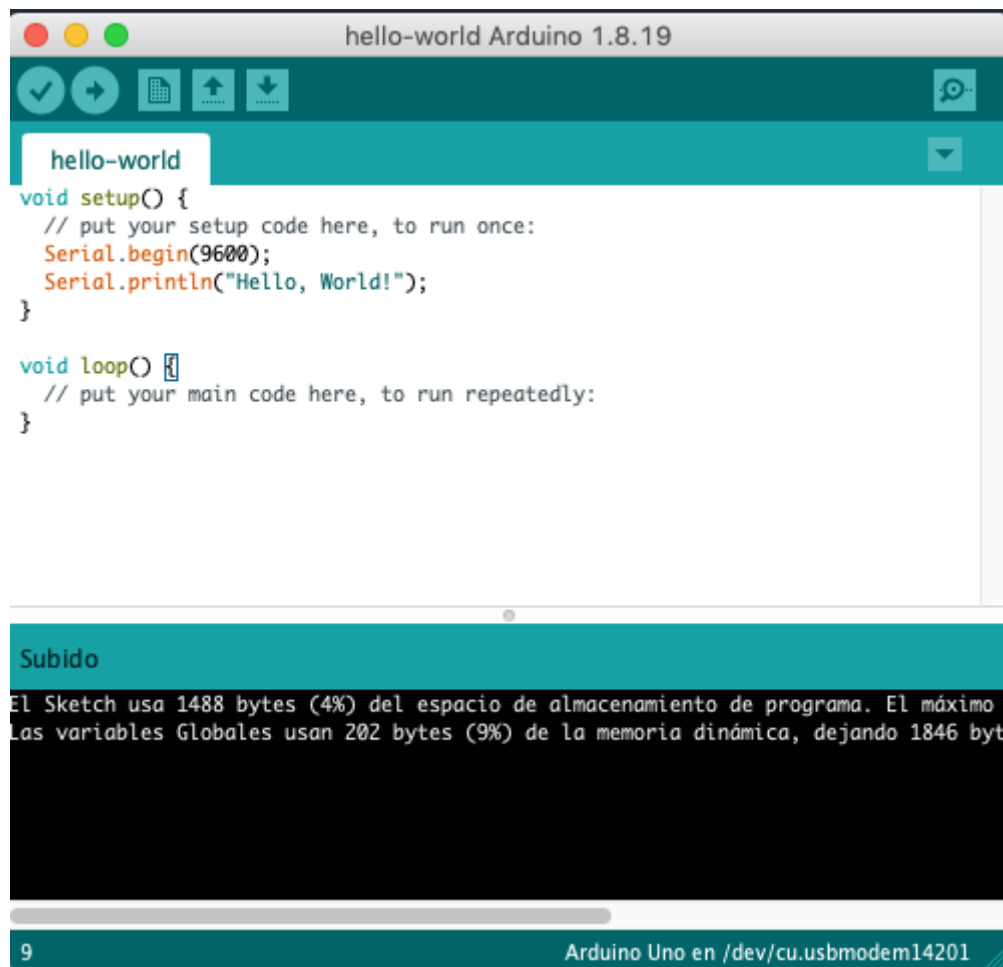 hello-world Arduino 1.8.19
hello-world
void setup() {
  // put your setup code here, to run once:
  Serial.begin(9600);
  Serial.println("Hello, World!");
}
void loop() {
  // put your main code here, to run repeatedly:
}
Subido
El Sketch usa 1488 bytes (4%) del espacio de almacenamiento de programa. El máximo
Las variables Globales usan 202 bytes (9%) de la memoria dinámica, dejando 1846 byt
9 Arduino Uno en /dev/cu.usbmodem14201